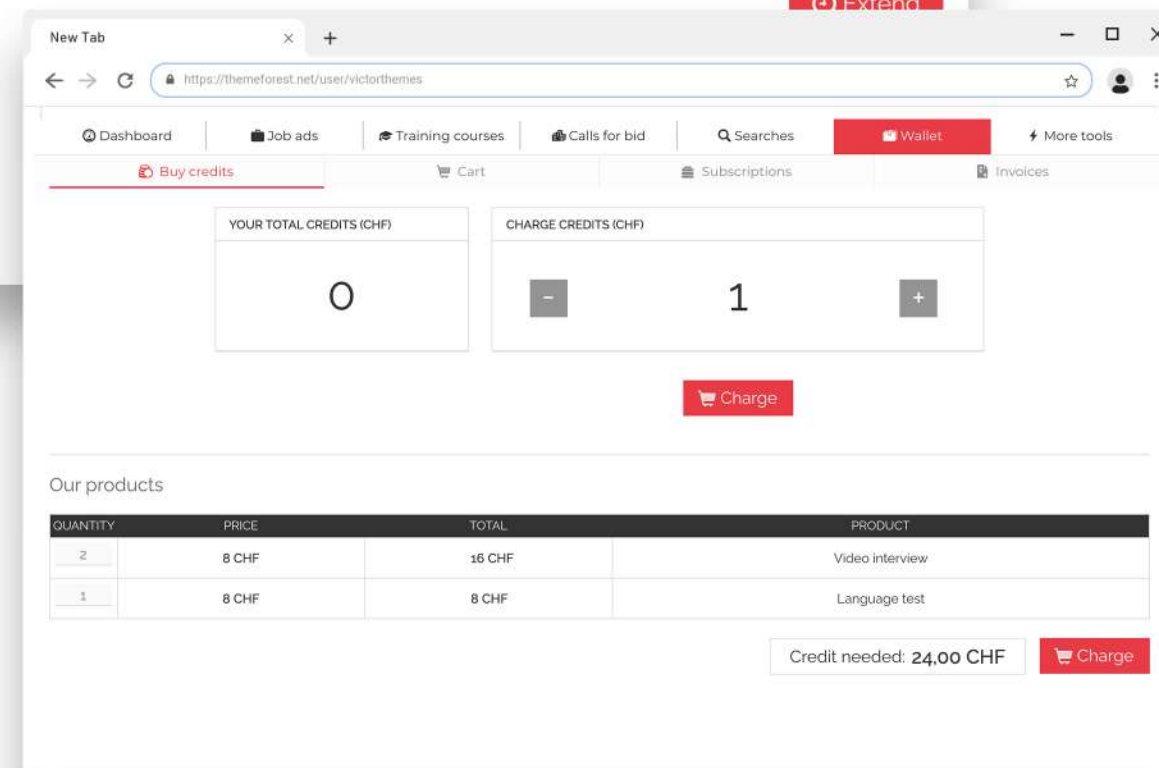 Extend
New Tab
https://themeforest.net/user/victorthemes
Dashboard Job ads Training courses Calls for bid Searches Wallet More tools
Buy credits Cart Subscriptions Invoices
YOUR TOTAL CREDITS (CHF) CHARGE CREDITS (CHF)
0 - 1 +
Charge
Our products
QUANTITY PRICE TOTAL PRODUCT
2 8 CHF 16 CHF Video interview
1 8 CHF 8 CHF Language test
Credit needed: 24,00 CHF Charge